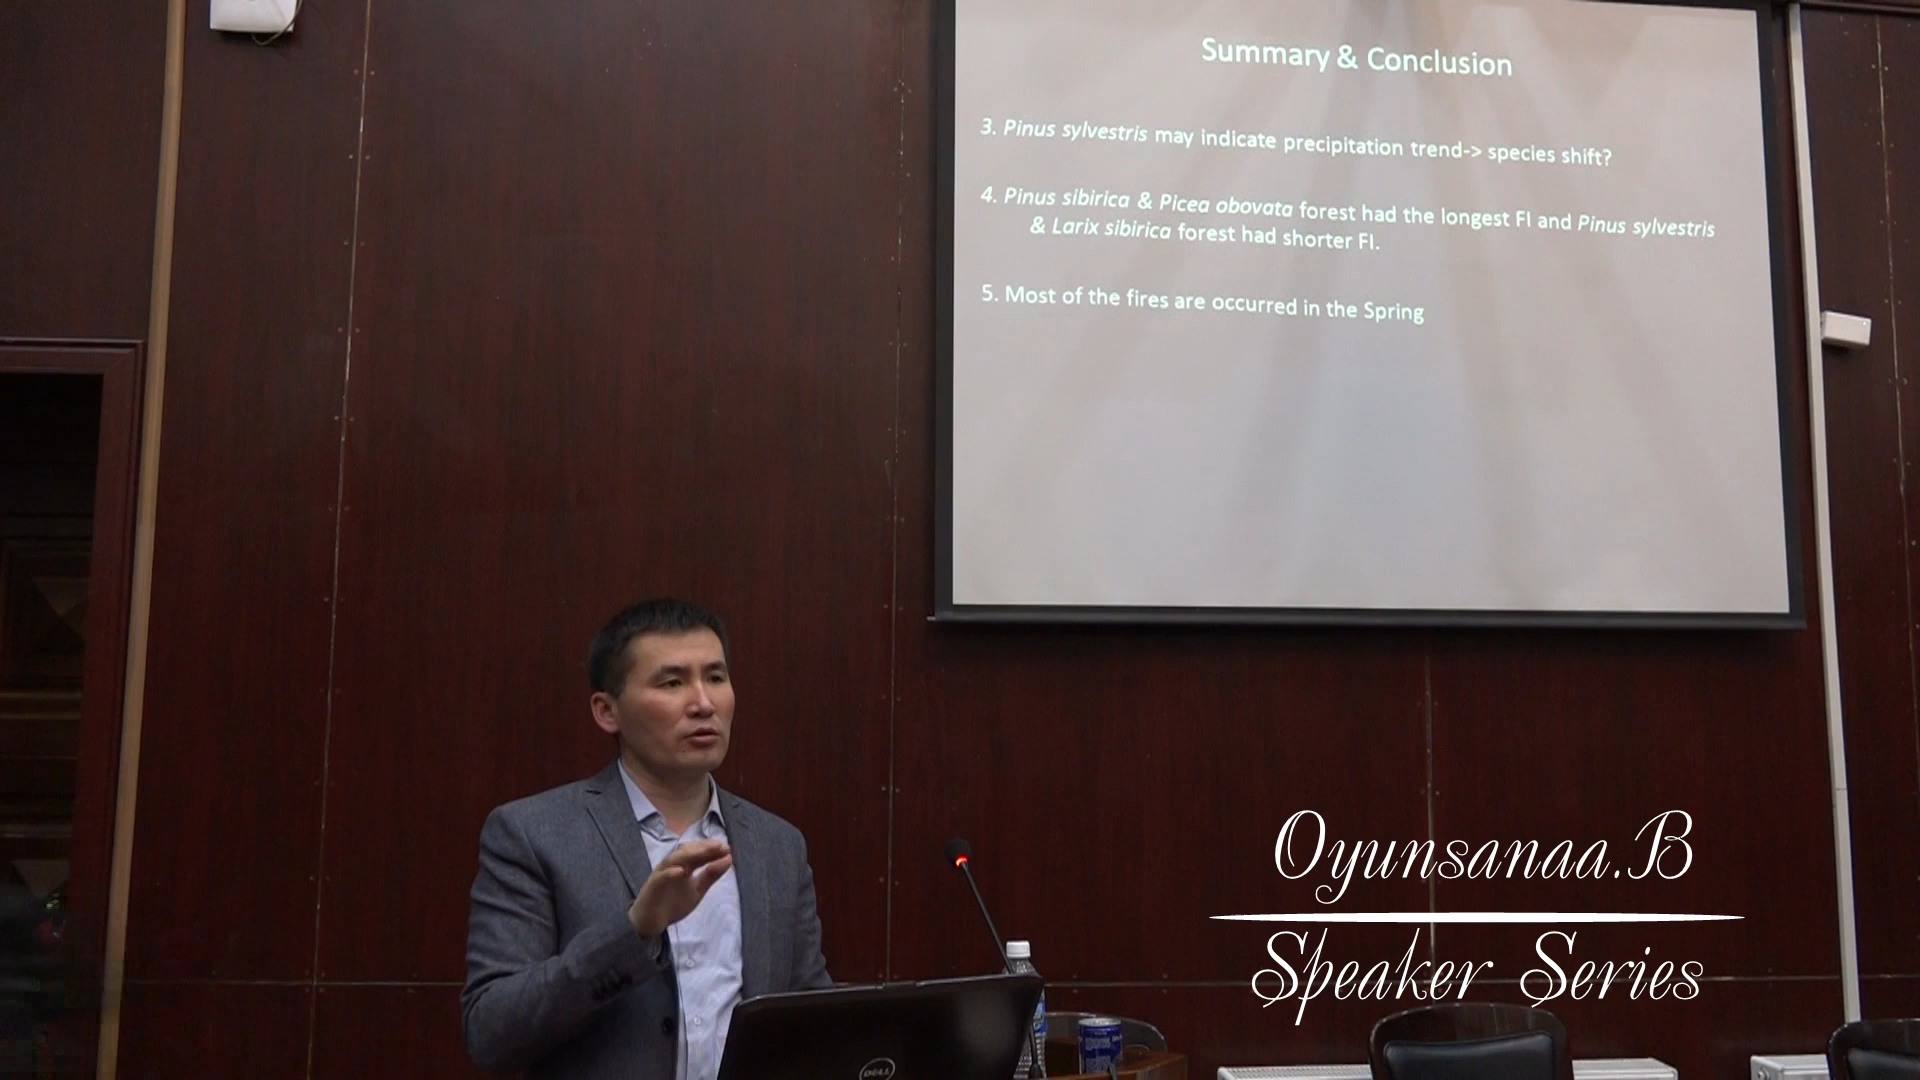 Summary & Conclusion
3. Pinus sylvestris may indicate precipitation trend-> species shift?
4. Pinus sibirica & Picea obovata forest had the longest FI and Pinus sylvestris
& Larix sibirica forest had shorter FI.
5. Most of the fires are occurred in the Spring
Oyunsanaa.B
Speaker Series
DELL